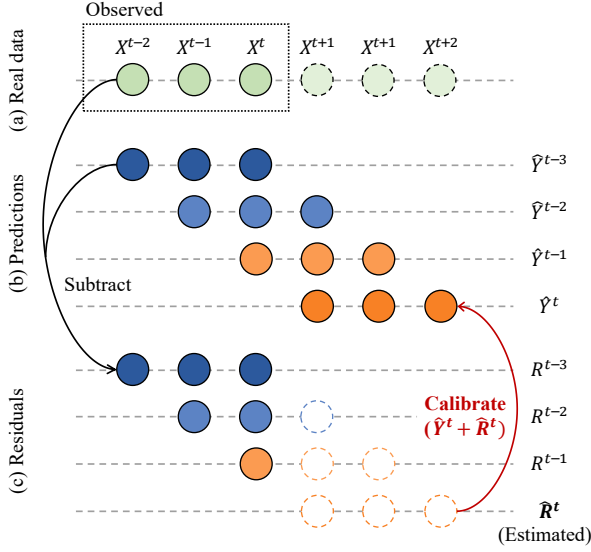 Observed
X^{t−2} X^{t−1} X^t X^{t+1} X^{t+1} X^{t+2}
(a) Real data
(b) Predictions
Ŷ^{t−3}
Ŷ^{t−2}
Ŷ^{t−1}
Ŷ^t
Subtract
(c) Residuals
R^{t−3}
R^{t−2}
R^{t−1}
R̂^t
(Estimated)
Calibrate
(Ŷ^t + R̂^t)